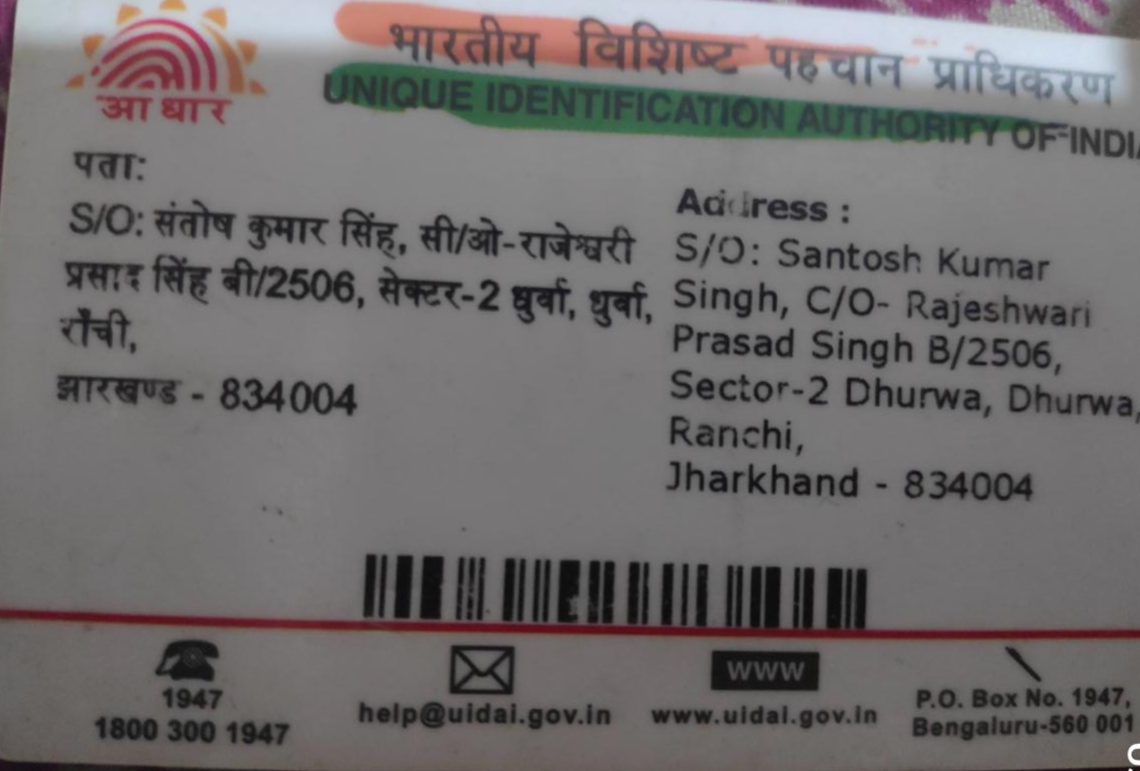 आधार
भारतीय विशिष्ट पहचान प्राधिकरण
UNIQUE IDENTIFICATION AUTHORITY OF INDIA
पता:
S/O: संतोष कुमार सिंह, सी/ओ-राजेश्वरी
प्रसाद सिंह बी/2506, सेक्टर-2 धुर्वा, धुर्वा,
राँची,
झारखण्ड - 834004
Address :
S/O: Santosh Kumar
Singh, C/O- Rajeshwari
Prasad Singh B/2506,
Sector-2 Dhurwa, Dhurwa,
Ranchi,
Jharkhand - 834004
1947
1800 300 1947
help@uidai.gov.in
www
www.uidai.gov.in
P.O. Box No. 1947,
Bengaluru-560 001